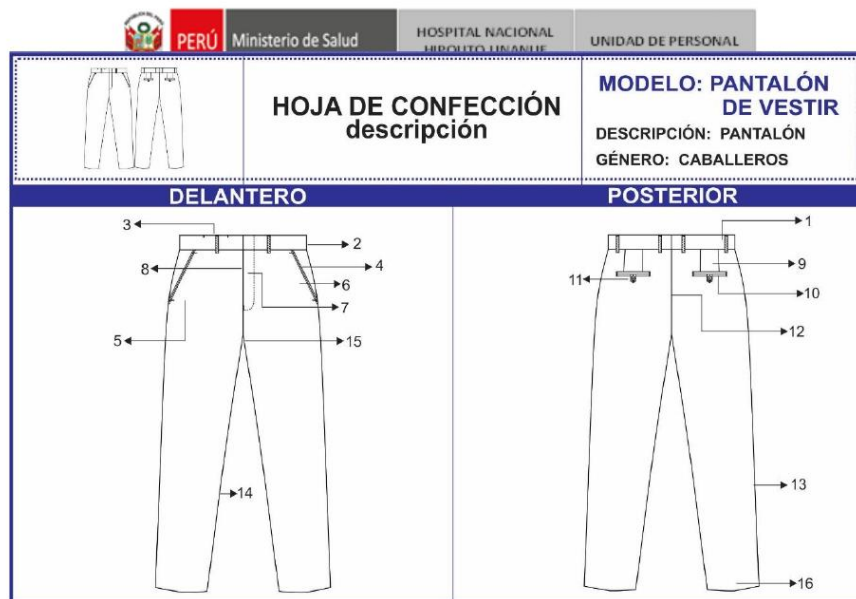 PERÚ Ministerio de Salud
HOSPITAL NACIONAL
HIPOLITO UNANUE
UNIDAD DE PERSONAL
HOJA DE CONFECCIÓN
descripción
MODELO: PANTALÓN
DE VESTIR
DESCRIPCIÓN: PANTALÓN
GÉNERO: CABALLEROS
DELANTERO
POSTERIOR
3
2
8
4
6
7
5
15
14
1
9
11
10
12
13
16